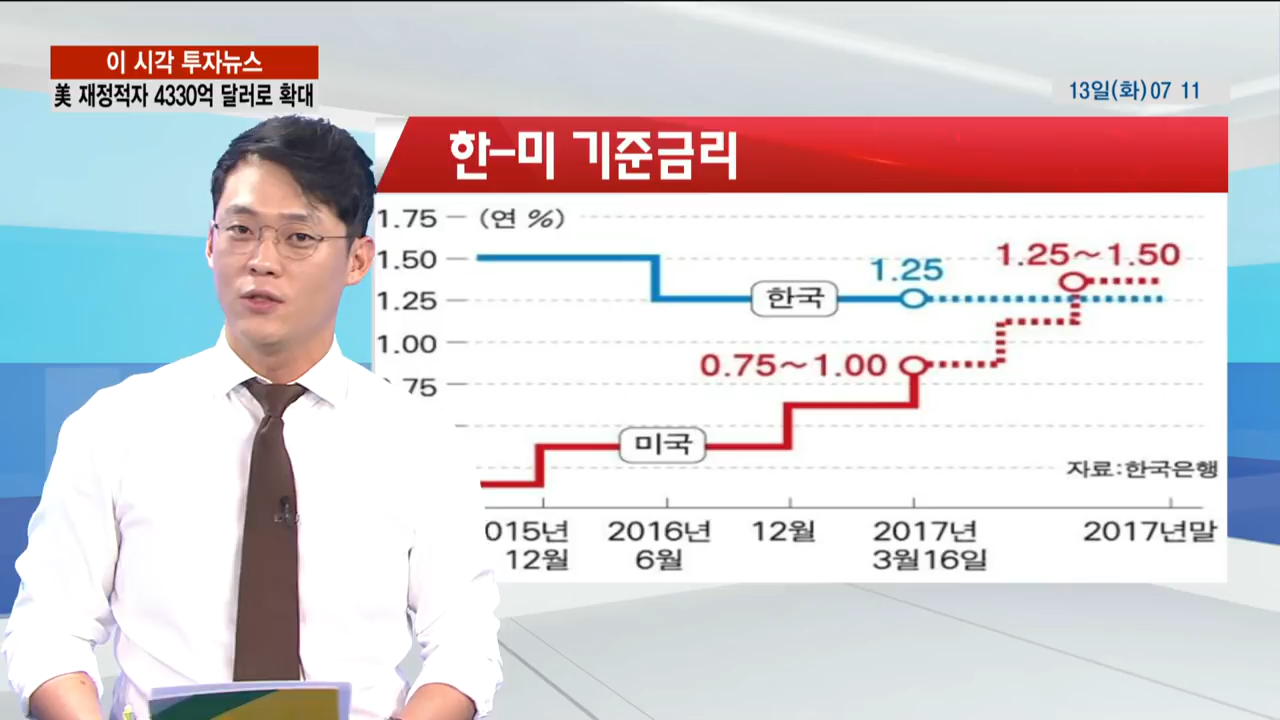 이 시각 투자뉴스
美 재정적자 4330억 달러로 확대
13일(화) 07 11
한-미 기준금리
1.75
(연 %)
1.50
1.25~1.50
1.25
1.25
한국
1.00
0.75~1.00
75
미국
자료:한국은행
015년 12월
2016년 6월
12월
2017년 3월16일
2017년말